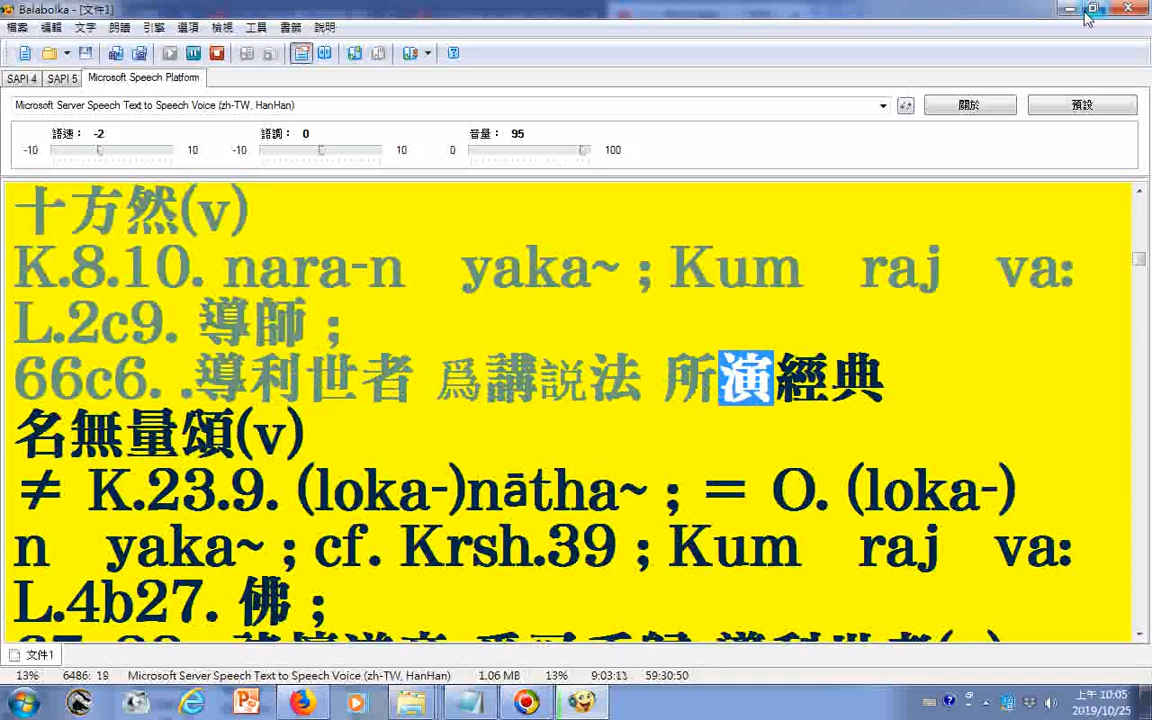 Balabolka - [文件1]
檔案 編輯 文字 朗讀 引擎 選項 檢視 工具 書籤 說明
SAPI 4 SAPI 5 Microsoft Speech Platform
Microsoft Server Speech Text to Speech Voice (zh-TW, HanHan) 關於 預設
語速： -2 語調： 0 音量： 95
-10 10 -10 10 0 100
十方然(v)
K.8.10. nara-n yaka~ ; Kum raj va:
L.2c9. 導師 ;
66c6. .導利世者 爲講説法 所演經典
名無量頌(v)
≠ K.23.9. (loka-)nātha~ ; = O. (loka-)
n yaka~ ; cf. Krsh.39 ; Kum raj va:
L.4b27. 佛 ;
文件1
13% 6486: 19 Microsoft Server Speech Text to Speech Voice (zh-TW, HanHan) 1.06 MB 13% 9:03:13 59:30:50
上午 10:05
2019/10/25